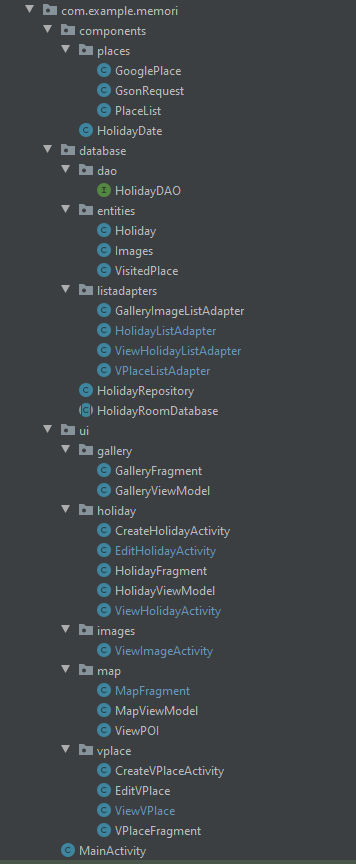 com.example.memori
components
places
GooglePlace
GsonRequest
PlaceList
HolidayDate
database
dao
HolidayDAO
entities
Holiday
Images
VisitedPlace
listadapters
GalleryImageListAdapter
HolidayListAdapter
ViewHolidayListAdapter
VPlaceListAdapter
HolidayRepository
HolidayRoomDatabase
ui
gallery
GalleryFragment
GalleryViewModel
holiday
CreateHolidayActivity
EditHolidayActivity
HolidayFragment
HolidayViewModel
ViewHolidayActivity
images
ViewImageActivity
map
MapFragment
MapViewModel
ViewPOI
vplace
CreateVPlaceActivity
EditVPlace
ViewVPlace
VPlaceFragment
MainActivity